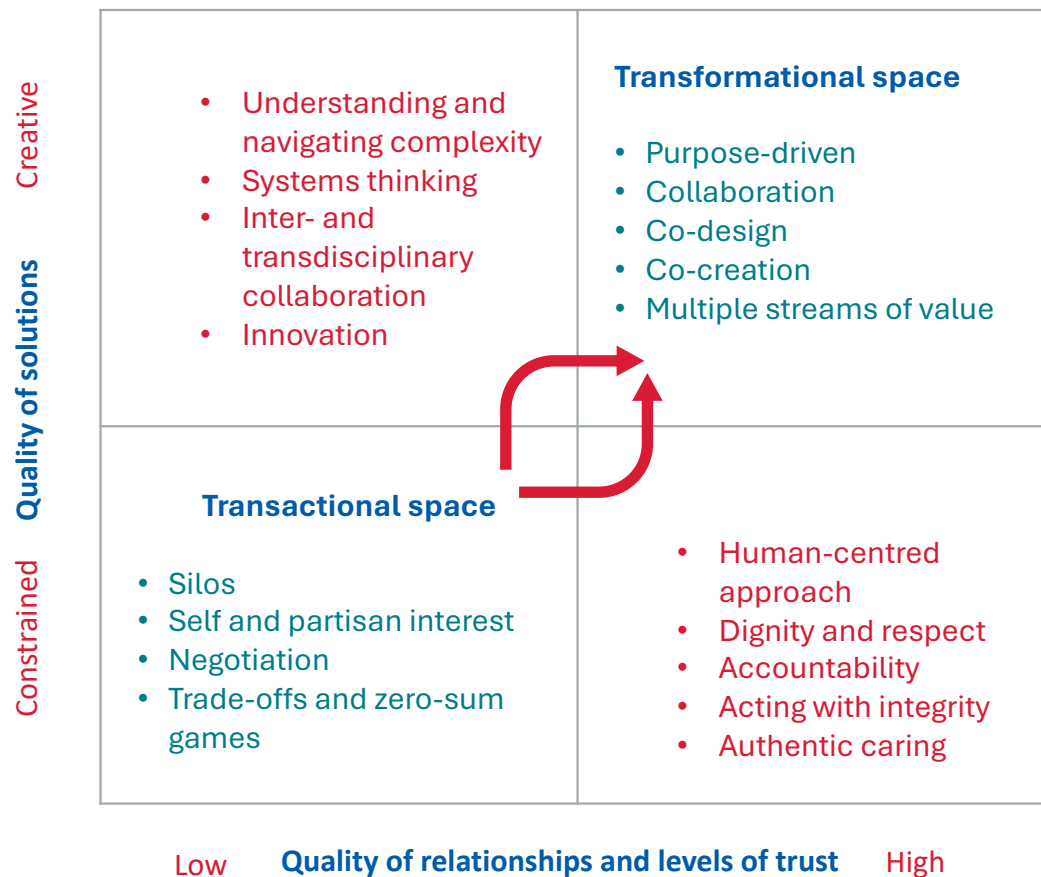 Creative
Quality of solutions
Constrained
• Understanding and
navigating complexity
• Systems thinking
• Inter- and
transdisciplinary
collaboration
• Innovation
Transformational space
• Purpose-driven
• Collaboration
• Co-design
• Co-creation
• Multiple streams of value
Transactional space
• Silos
• Self and partisan interest
• Negotiation
• Trade-offs and zero-sum
games
• Human-centred
approach
• Dignity and respect
• Accountability
• Acting with integrity
• Authentic caring
Low Quality of relationships and levels of trust High